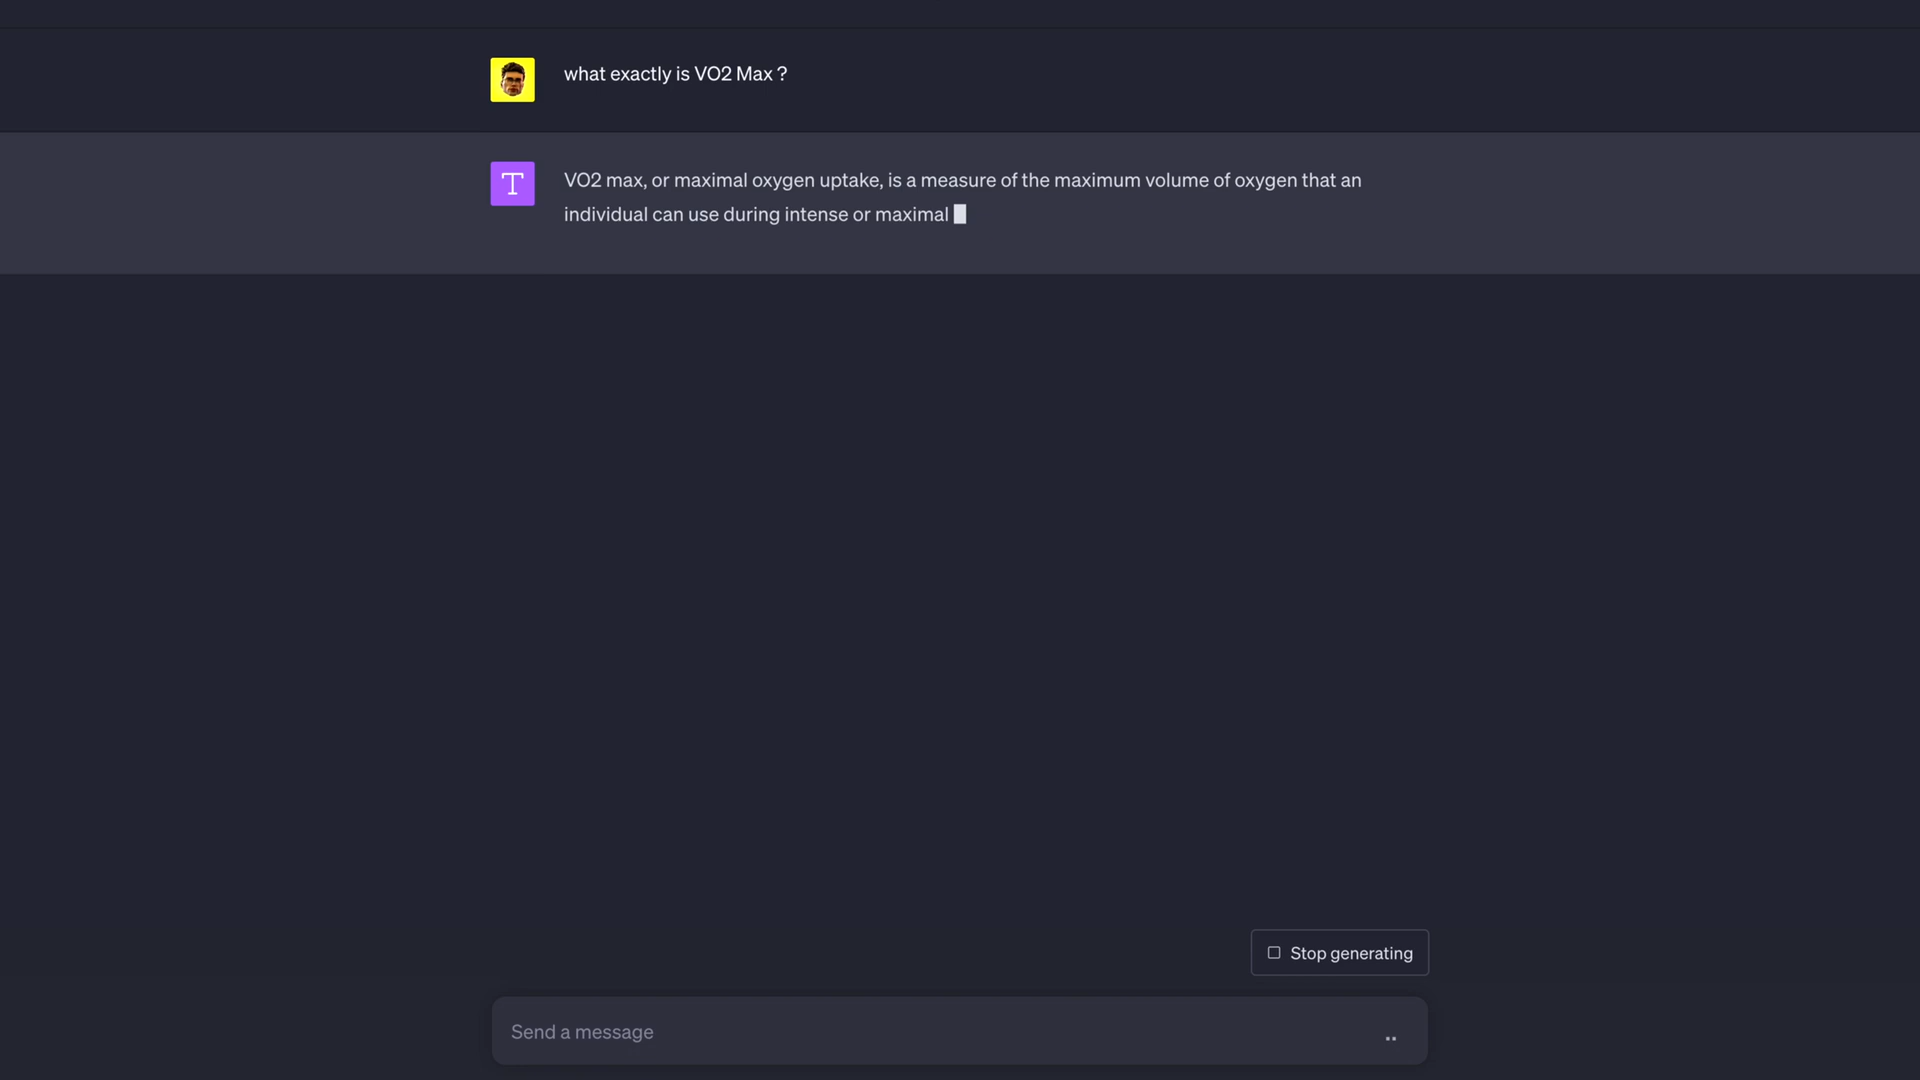 what exactly is VO2 Max ?
T
VO2 max, or maximal oxygen uptake, is a measure of the maximum volume of oxygen that an
individual can use during intense or maximal
Stop generating
Send a message